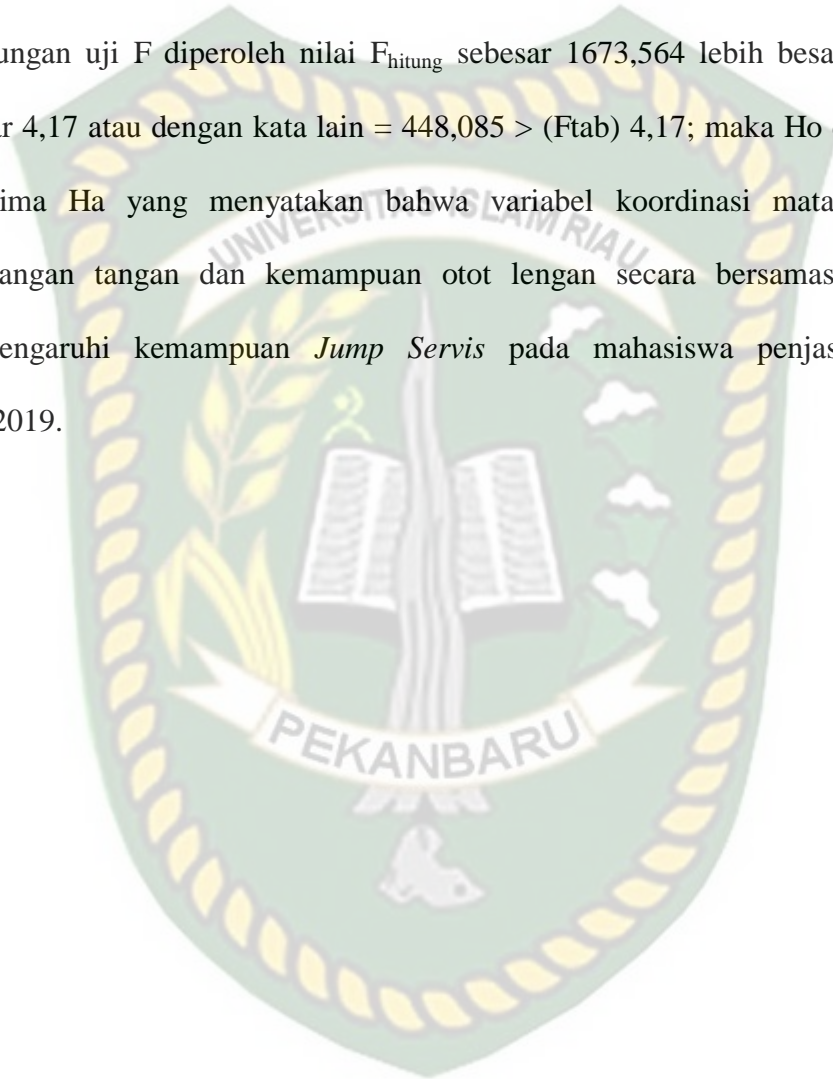 ungan uji F diperoleh nilai Fhitung sebesar 1673,564 lebih besa
ar 4,17 atau dengan kata lain = 448,085 > (Ftab) 4,17; maka Ho
ima Ha yang menyatakan bahwa variabel koordinasi mata
angan tangan dan kemampuan otot lengan secara bersamas
engaruhi kemampuan Jump Servis pada mahasiswa penjas
2019.
UNIVERSITAS ISLAM RIAU
PEKANBARU